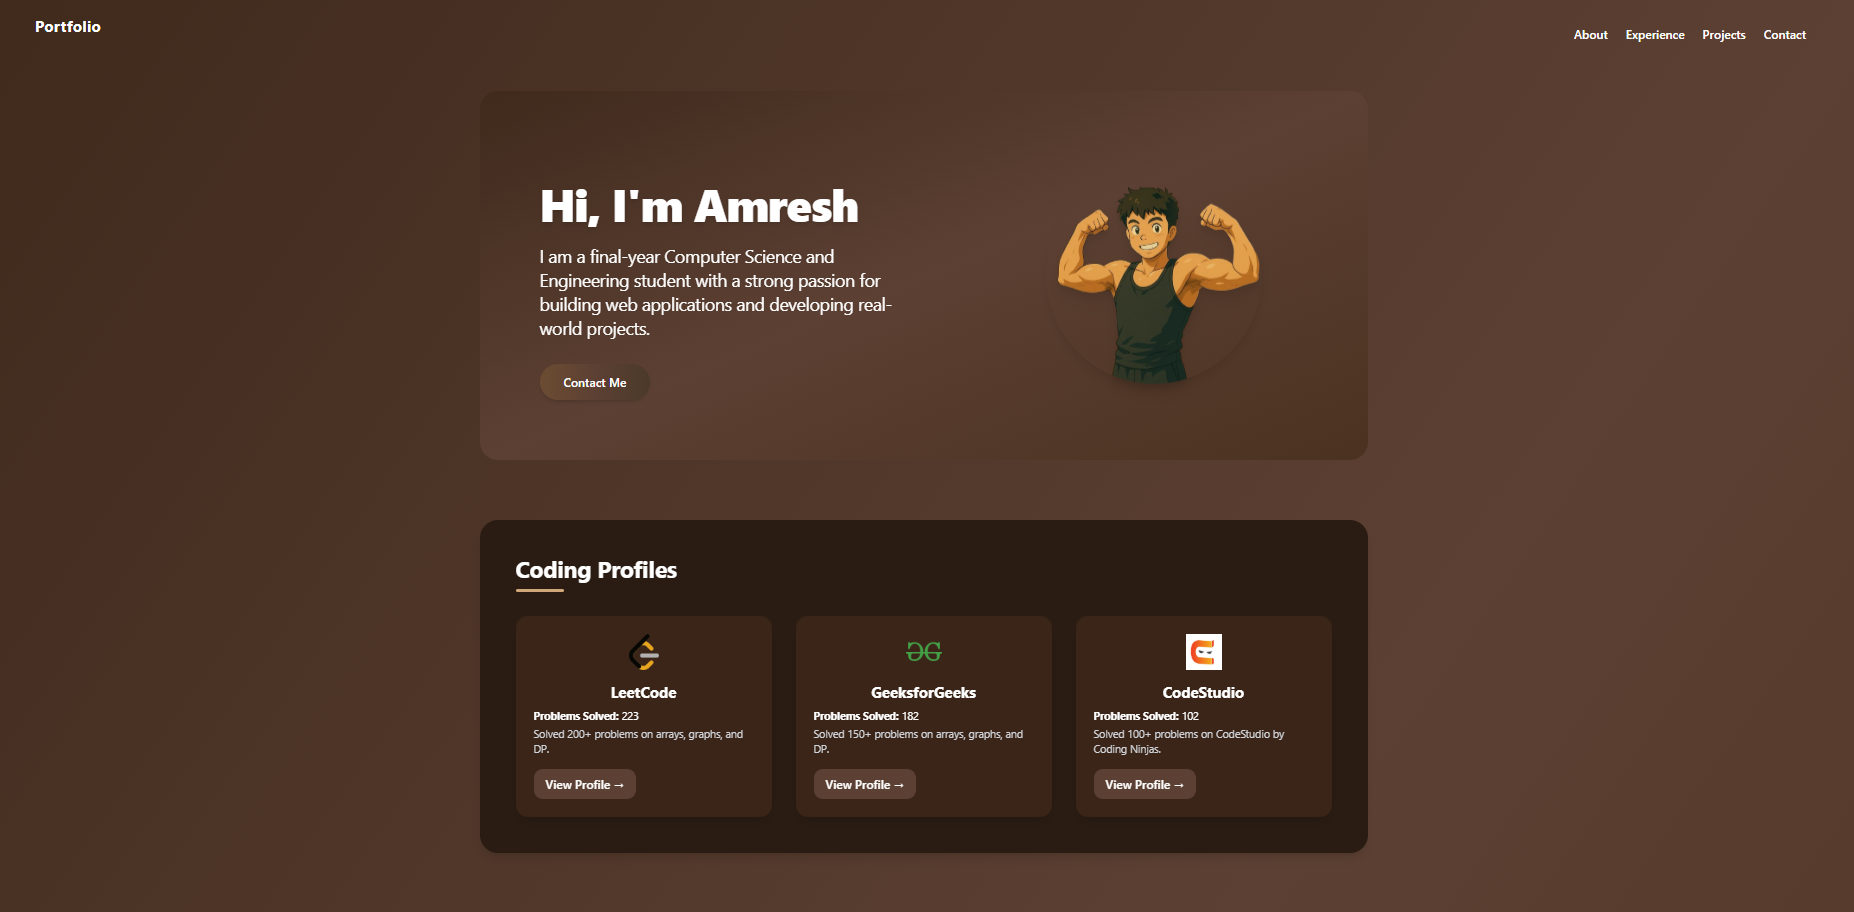 Portfolio
About Experience Projects Contact
Hi, I'm Amresh
I am a final-year Computer Science and
Engineering student with a strong passion for
building web applications and developing real-
world projects.
Contact Me
Coding Profiles
LeetCode
Problems Solved: 223
Solved 200+ problems on arrays, graphs, and
DP.
View Profile →
GeeksforGeeks
Problems Solved: 182
Solved 150+ problems on arrays, graphs, and
DP.
View Profile →
CodeStudio
Problems Solved: 102
Solved 100+ problems on CodeStudio by
Coding Ninjas.
View Profile →